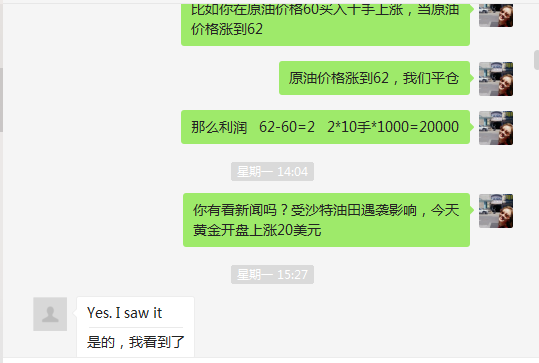 比如你在原油价格60买入十手上涨，当原油
价格涨到62
原油价格涨到62，我们平仓
那么利润 62-60=2 2*10手*1000=20000
星期一 14:04
你有看新闻吗？受沙特油田遇袭影响，今天
黄金开盘上涨20美元
星期一 15:27
Yes. I saw it
是的，我看到了